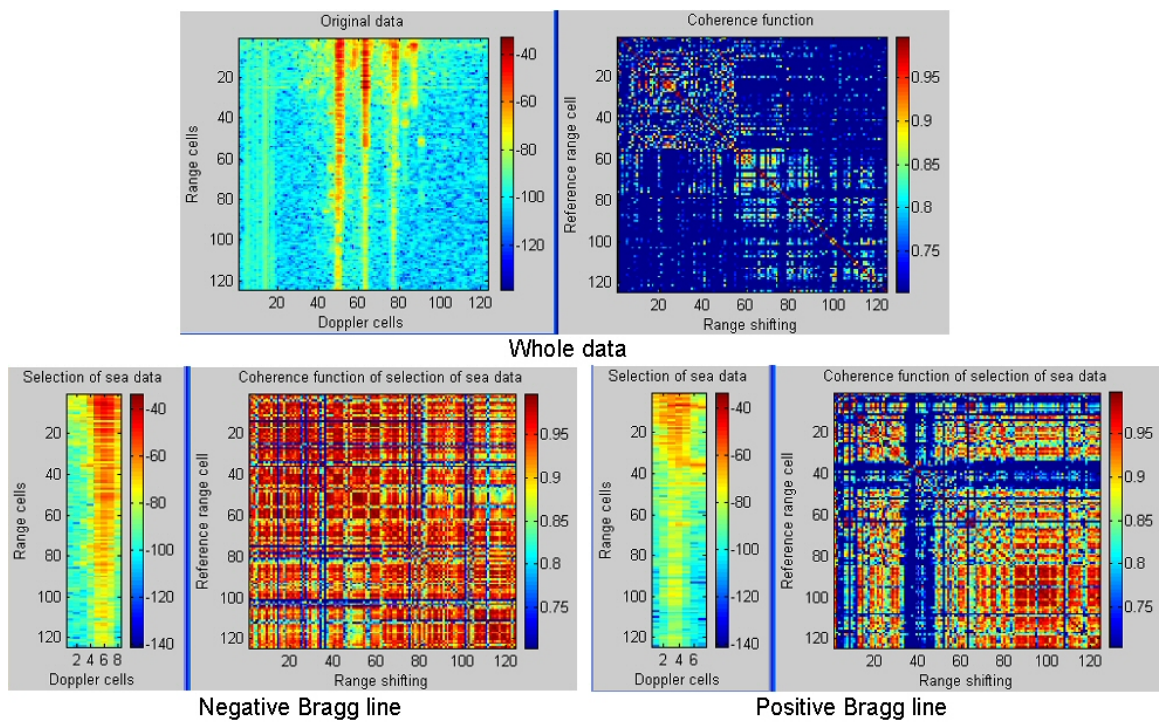 Original data
Coherence function
Range cells
20
40
60
80
100
120
20 40 60 80 100 120
Doppler cells
-40
-60
-80
-100
-120
Reference range cell
20
40
60
80
100
120
20 40 60 80 100 120
Range shifting
0.95
0.9
0.85
0.8
0.75
Whole data
Selection of sea data
Coherence function of selection of sea data
Range cells
20
40
60
80
100
120
2 4 6 8
Doppler cells
-40
-60
-80
-100
-120
-140
Reference range cell
20
40
60
80
100
120
20 40 60 80 100 120
Range shifting
0.95
0.9
0.85
0.8
0.75
Negative Bragg line
Selection of sea data
Coherence function of selection of sea data
Range cells
20
40
60
80
100
120
2 4 6
Doppler cells
-40
-60
-80
-100
-120
-140
Reference range cell
20
40
60
80
100
120
20 40 60 80 100 120
Range shifting
0.95
0.9
0.85
0.8
0.75
Positive Bragg line